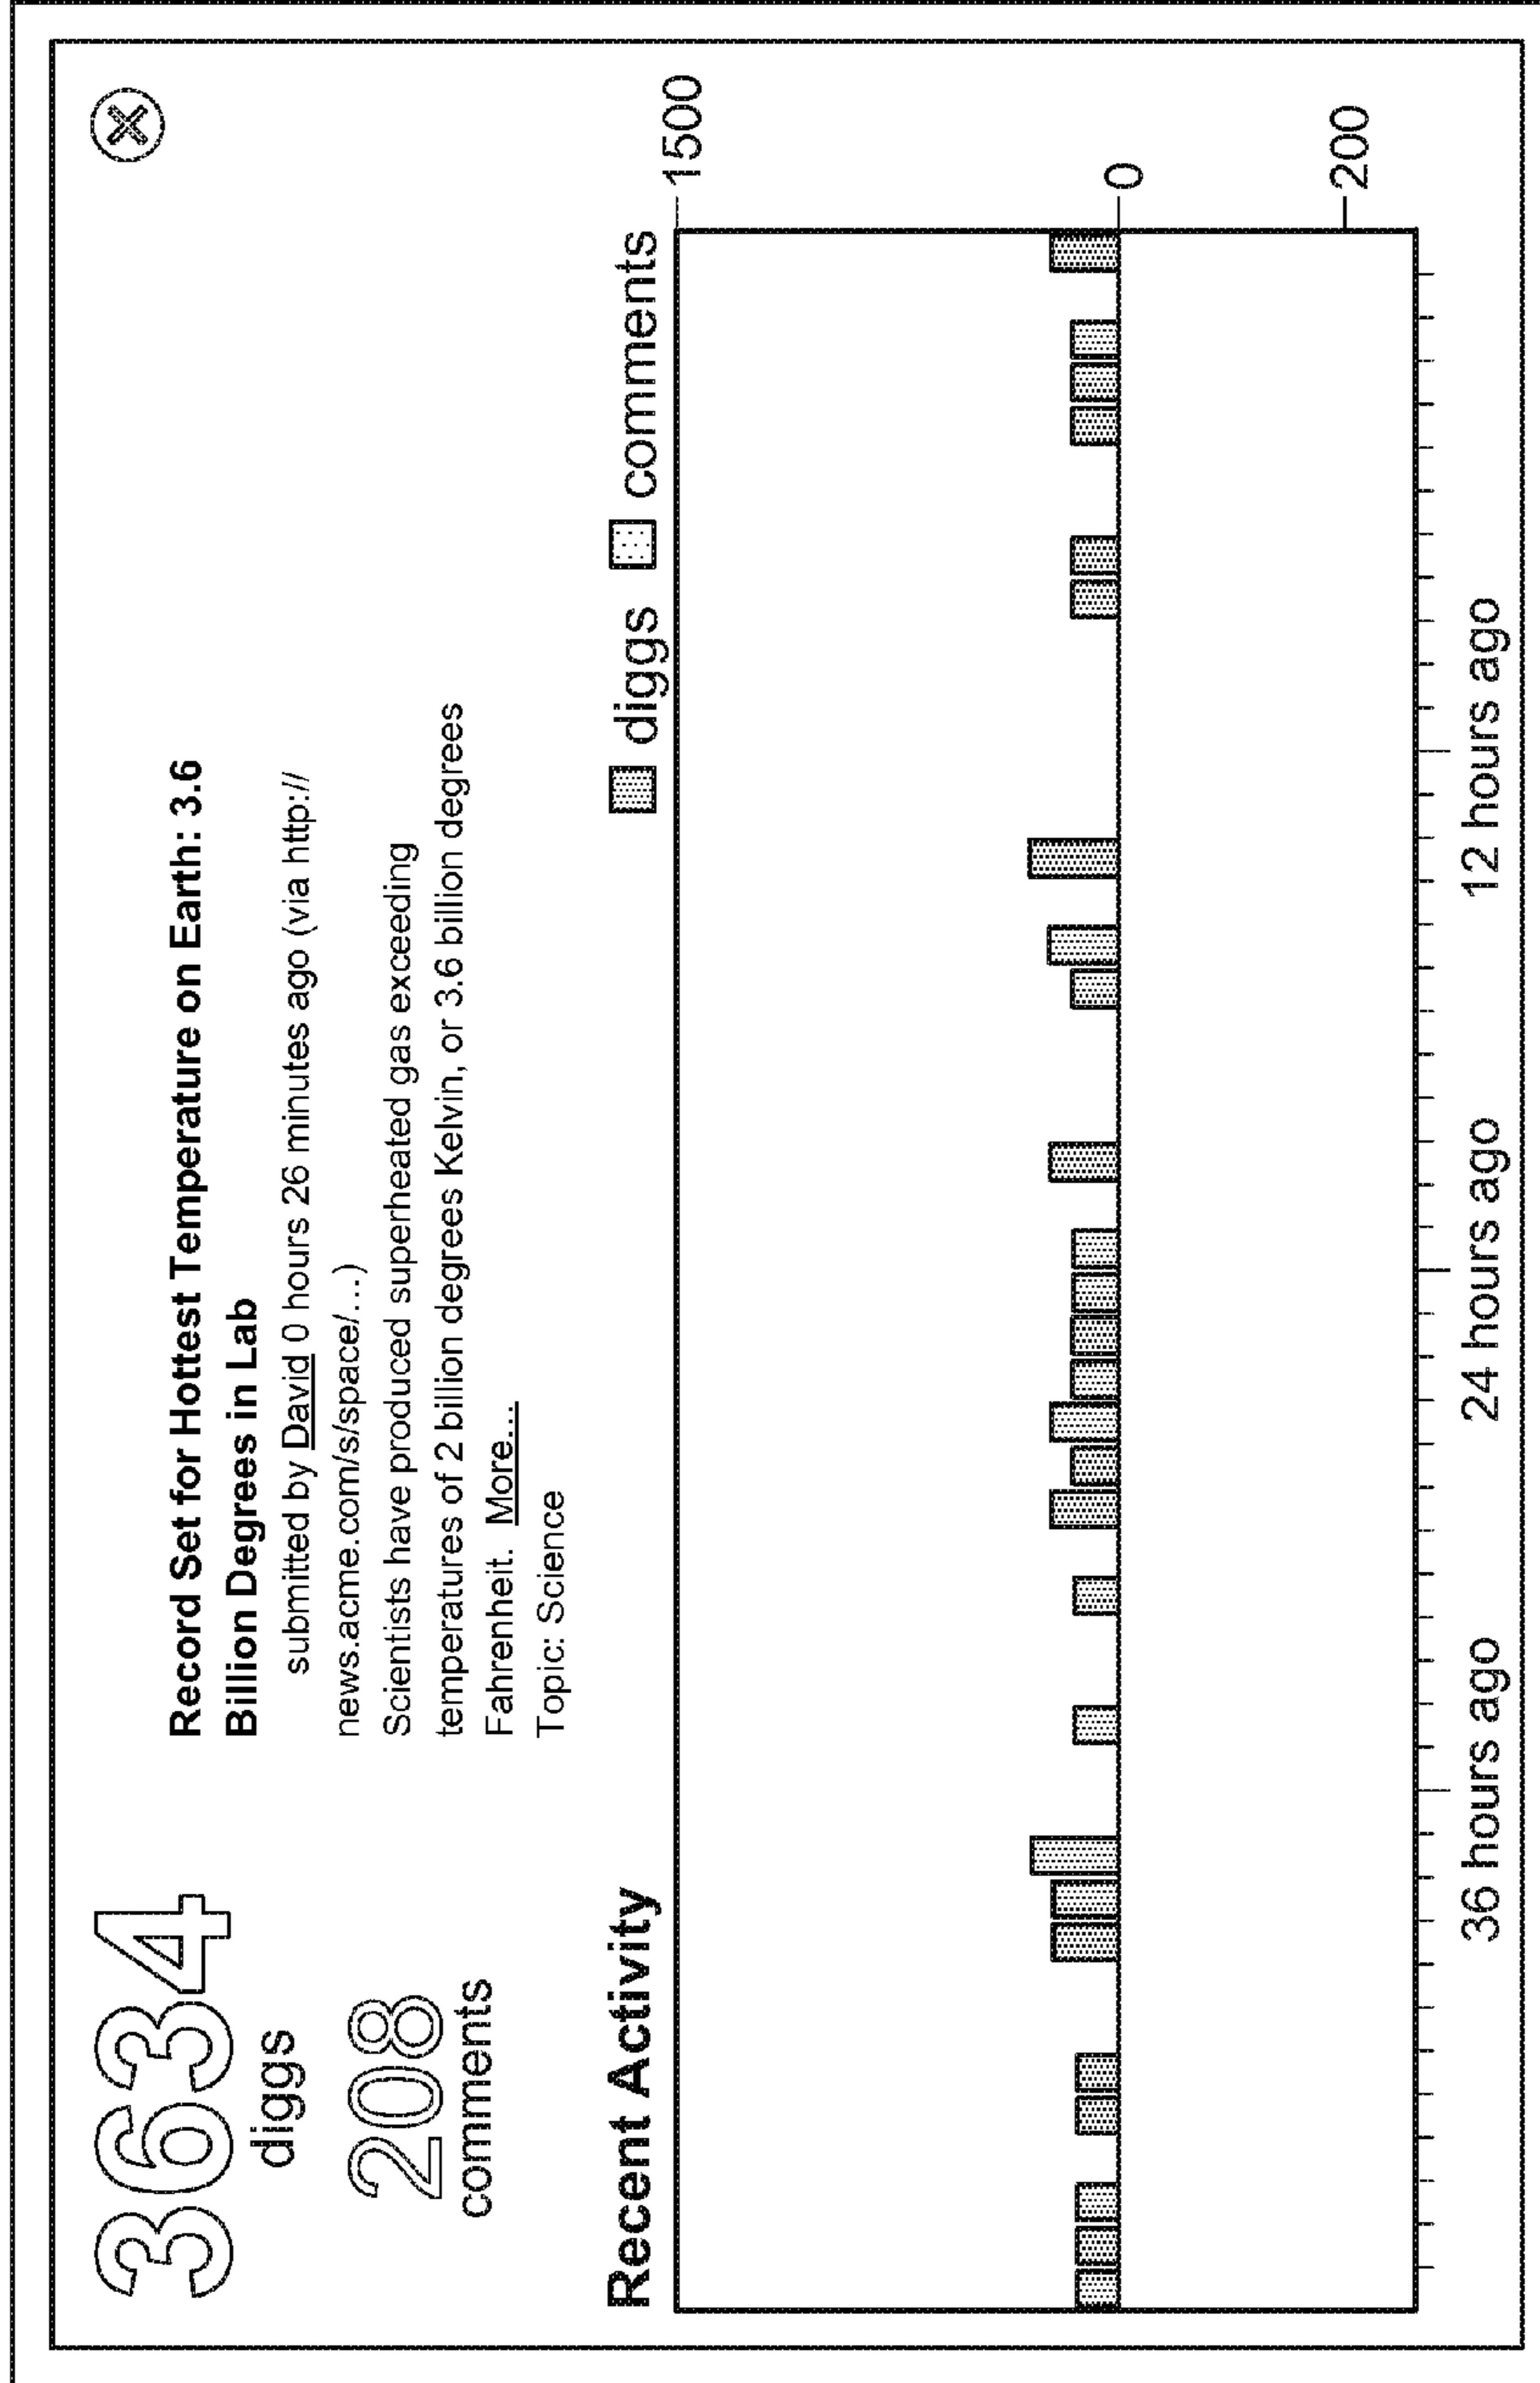 3634
diggs
208
comments
Record Set for Hottest Temperature on Earth: 3.6
Billion Degrees in Lab
submitted by David 0 hours 26 minutes ago (via http://
news.acme.com/s/space/...)
Scientists have produced superheated gas exceeding
temperatures of 2 billion degrees Kelvin, or 3.6 billion degrees
Fahrenheit. More...
Topic: Science
Recent Activity
diggs comments
1500
0
200
36 hours ago 24 hours ago 12 hours ago